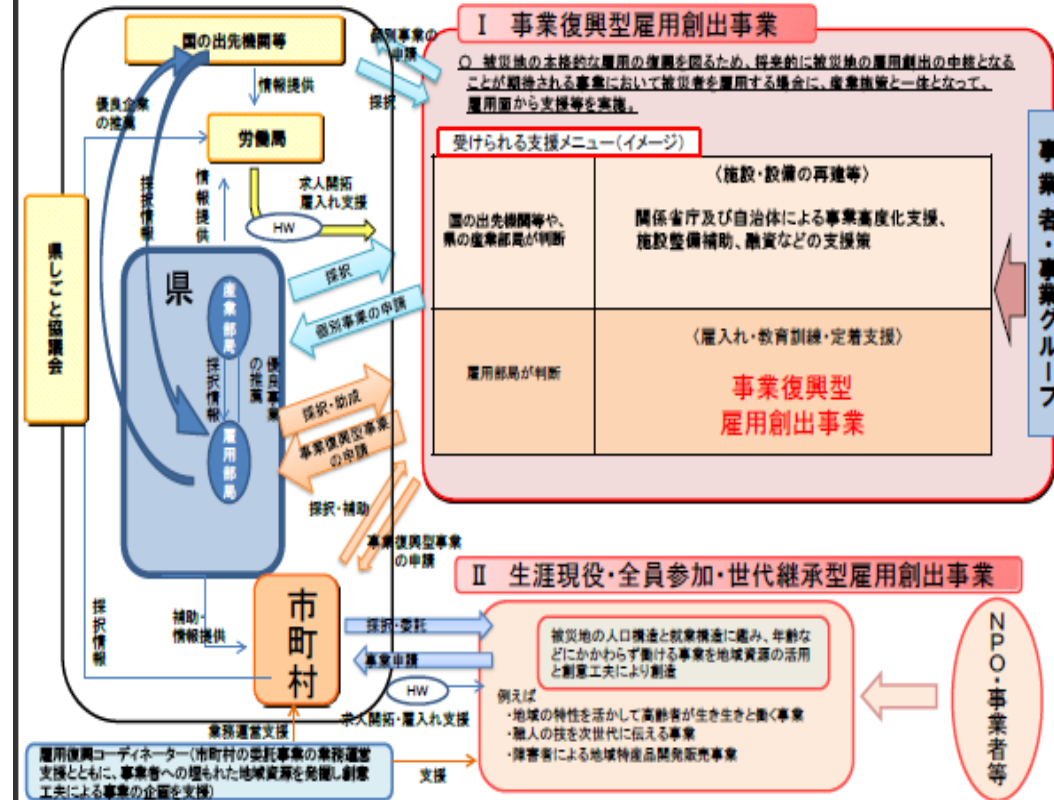 国の出先機関等
情報提供
優良企業
の推薦
労働局
採択情報
情報提供
求人開拓
雇入れ支援
HW
県しごと協議会
県
産業部局
採択情報
優良事業
の推薦
雇用部局
個別事業の
申請
採択
採択
個別事業の申請
採択・助成
事業復興型事業
の申請
採択・補助
事業復興型事業
の申請
採択情報
補助・
情報提供
市町村
採択・委託
事業申請
HW
求人開拓・雇入れ支援
業務運営支援
雇用復興コーディネーター(市町村の委託事業の業務運営
支援とともに、事業者への埋もれた地域資源を発掘し創意
工夫による事業の企画を支援)
支援
Ⅰ 事業復興型雇用創出事業
○ 被災地の本格的な雇用の復興を図るため、将来的に被災地の雇用創出の中核となる
ことが期待される事業において被災者を雇用する場合に、産業施策と一体となって、
雇用面から支援等を実施。
受けられる支援メニュー(イメージ)
国の出先機関等や、
県の産業部局が判断
〈施設・設備の再建等〉
関係省庁及び自治体による事業高度化支援、
施設整備補助、融資などの支援策
雇用部局が判断
〈雇入れ・教育訓練・定着支援〉
事業復興型
雇用創出事業
事業者・事業グループ
Ⅱ 生涯現役・全員参加・世代継承型雇用創出事業
被災地の人口構造と就業構造に鑑み、年齢な
どにかかわらず働ける事業を地域資源の活用
と創意工夫により創造
例えば
・地域の特性を活かして高齢者が生き生きと働く事業
・職人の技を次世代に伝える事業
・障害者による地域特産品開発販売事業
NPO・事業者等